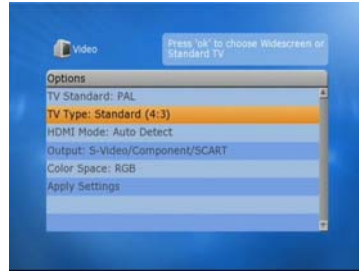 Video
Press 'ok' to choose Widescreen or
Standard TV
Options
TV Standard: PAL
TV Type: Standard (4:3)
HDMI Mode: Auto Detect
Output: S-Video/Component/SCART
Color Space: RGB
Apply Settings